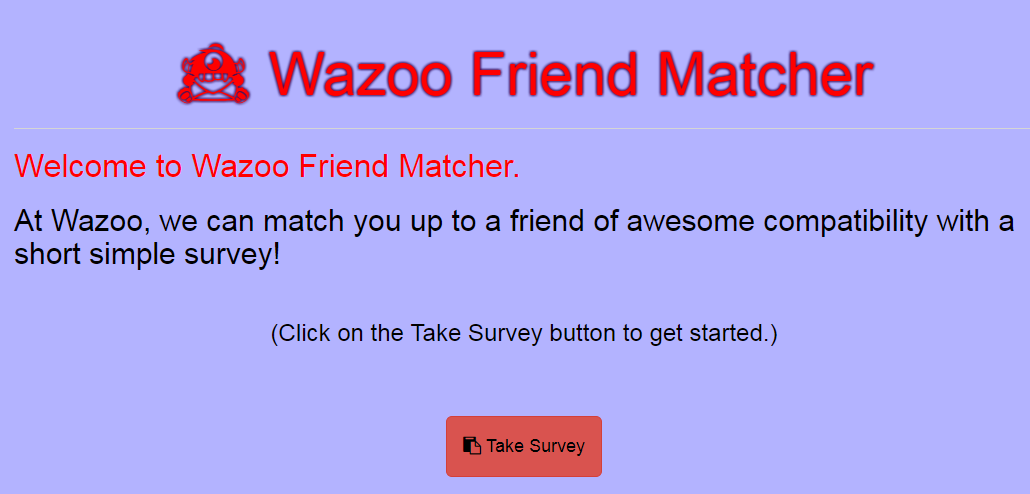 Wazoo Friend Matcher
Welcome to Wazoo Friend Matcher.
At Wazoo, we can match you up to a friend of awesome compatibility with a
short simple survey!
(Click on the Take Survey button to get started.)
Take Survey